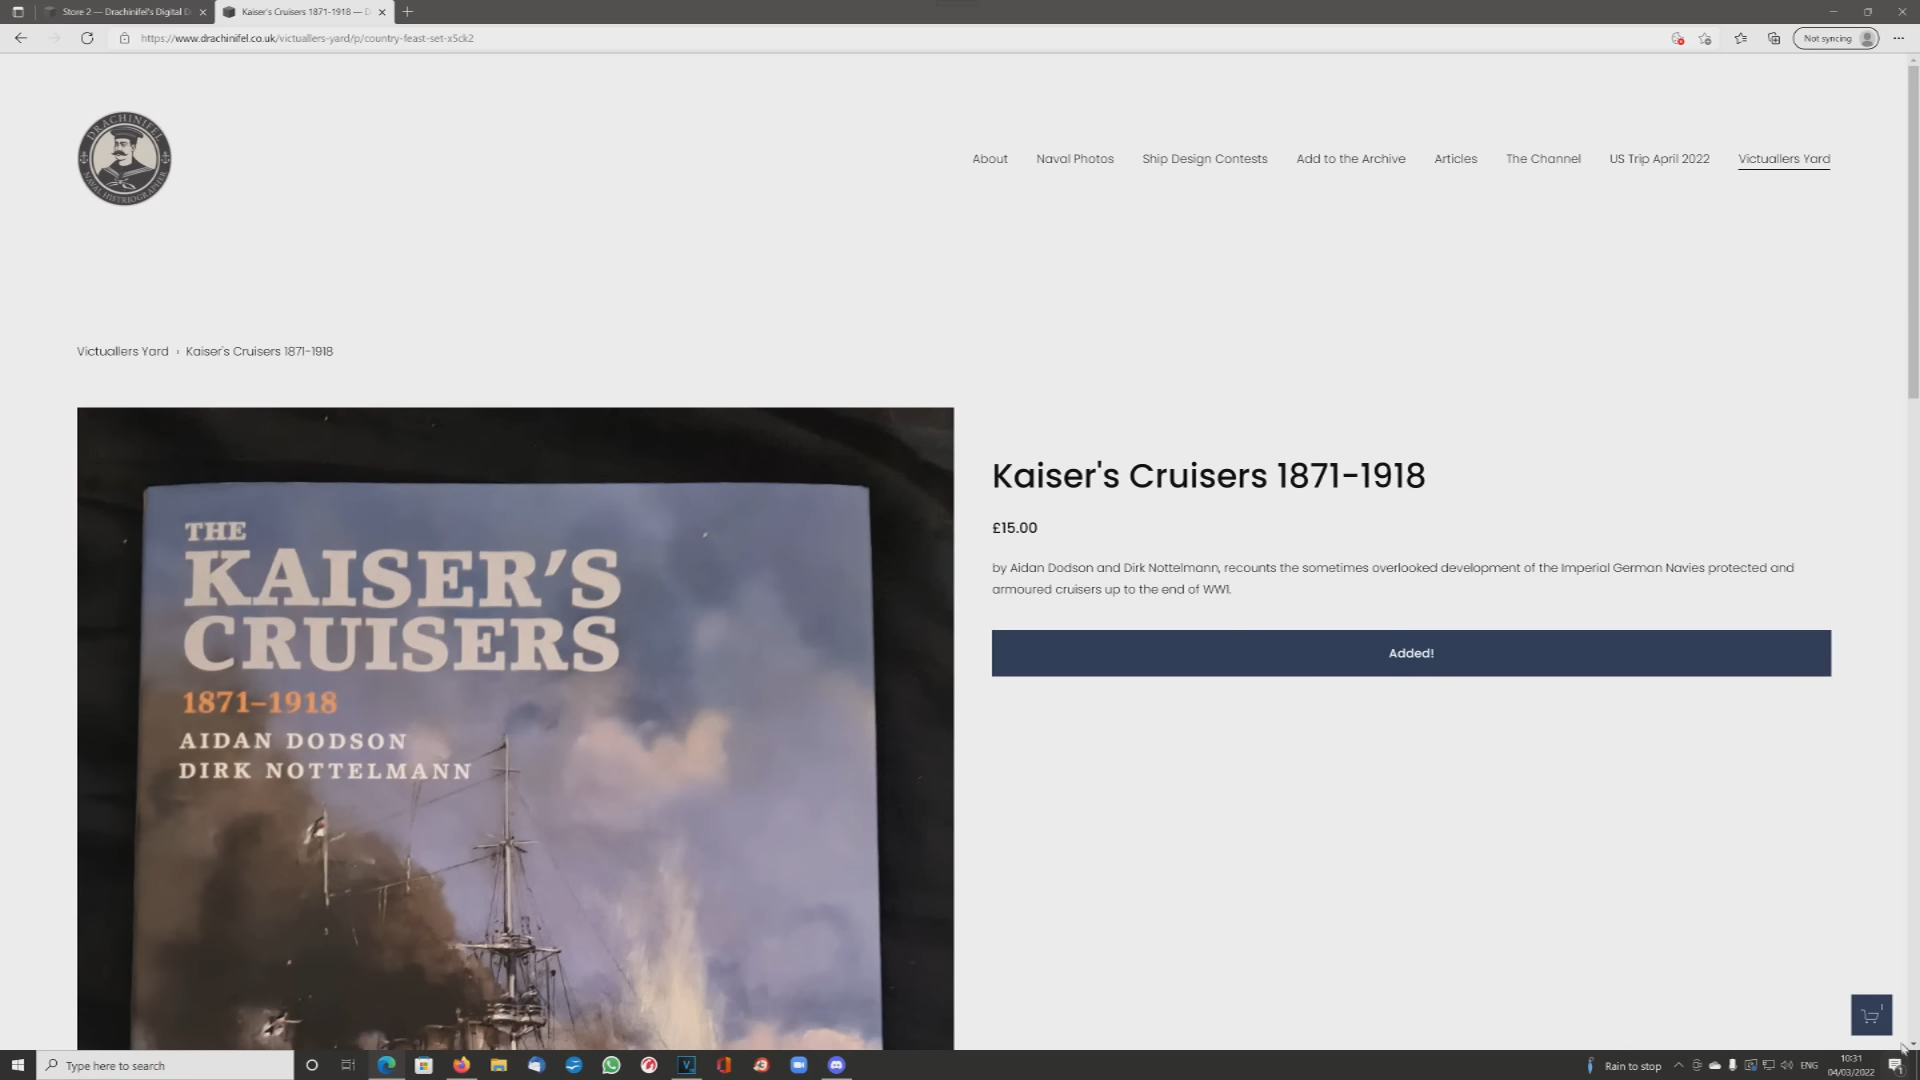 Store 2 — Drachinifel's Digital D
Kaiser's Cruisers 1871-1918 — D
https://www.drachinifel.co.uk/victuallers-yard/p/country-feast-set-x5ck2
Not syncing
DRACHINIFEL
NAVAL HISTRIOGRAPHER
About
Naval Photos
Ship Design Contests
Add to the Archive
Articles
The Channel
US Trip April 2022
Victuallers Yard
Victuallers Yard › Kaiser's Cruisers 1871-1918
THE
KAISER'S
CRUISERS
1871–1918
AIDAN DODSON
DIRK NOTTELMANN
Kaiser's Cruisers 1871-1918
£15.00
by Aidan Dodson and Dirk Nottelmann, recounts the sometimes overlooked development of the Imperial German Navies protected and
armoured cruisers up to the end of WW1.
Added!
1
Type here to search
Rain to stop
ENG
10:31
04/03/2022
1